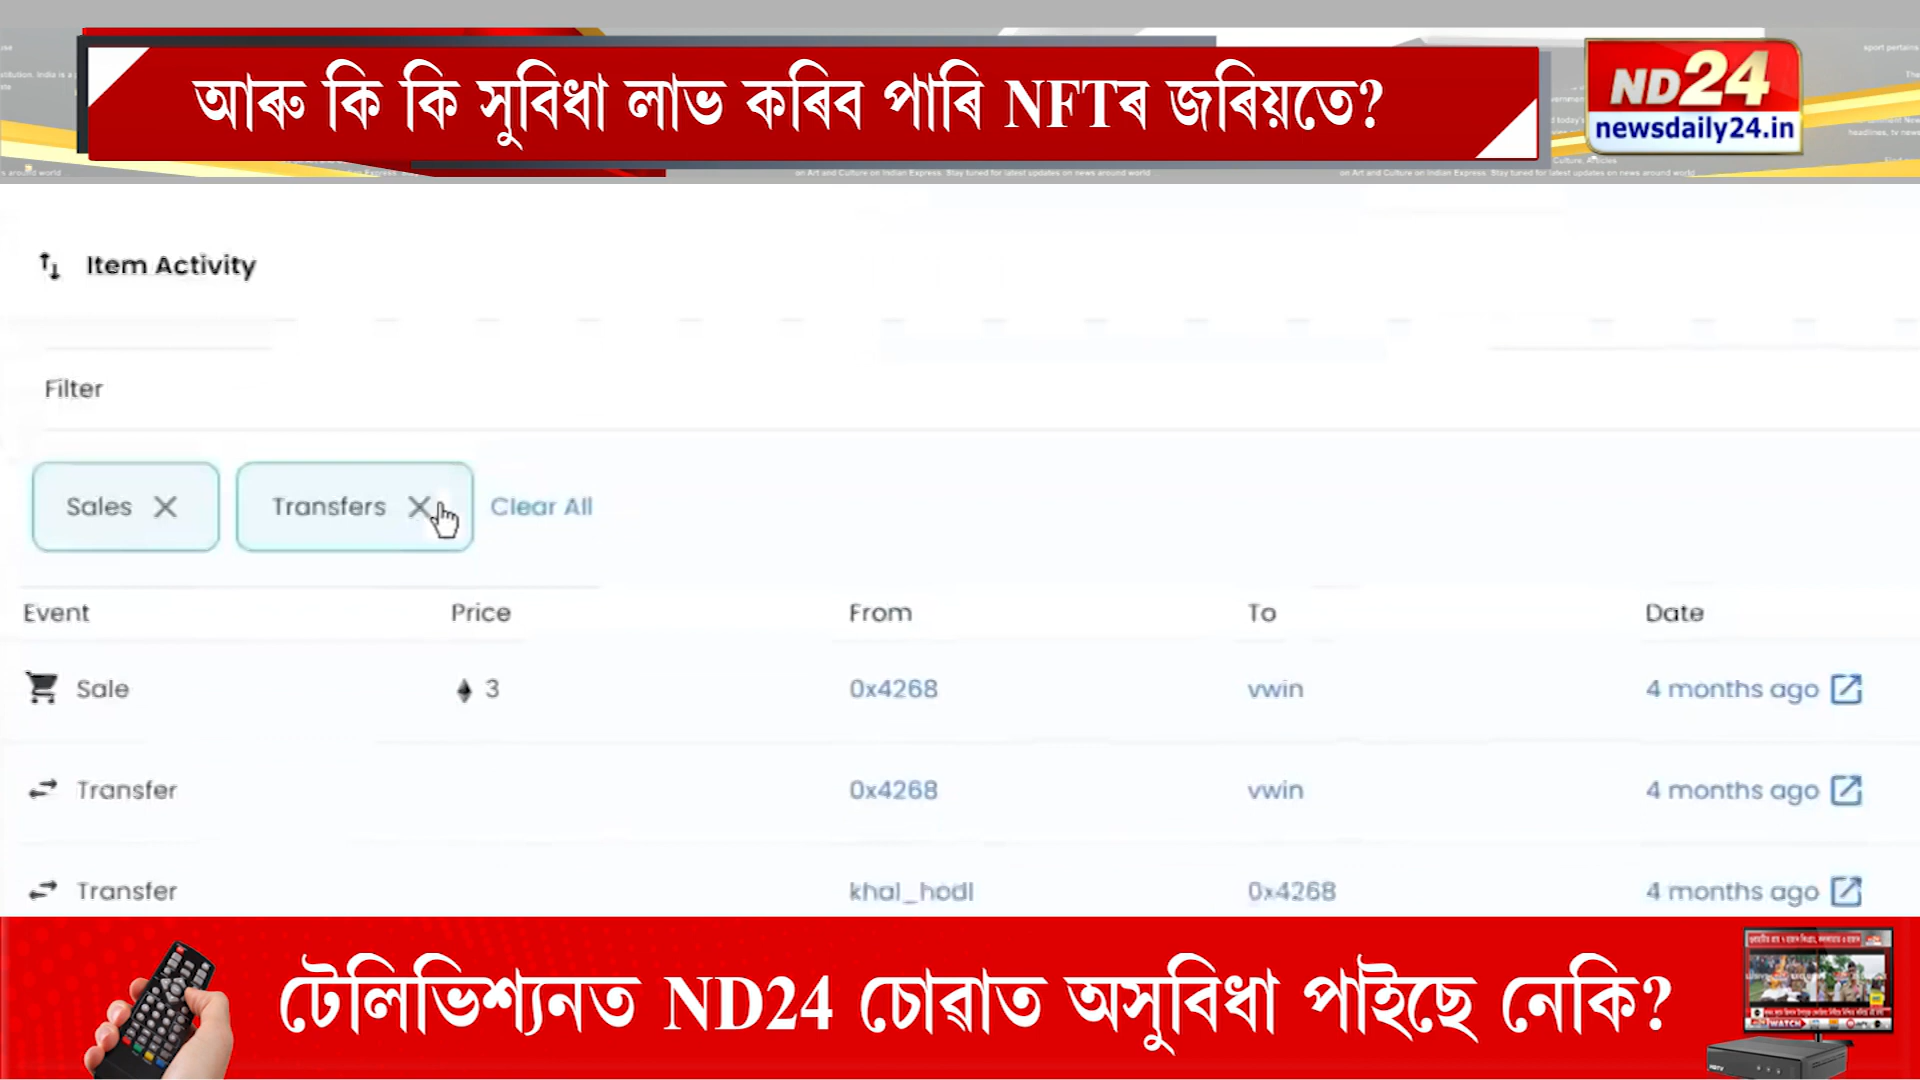 আৰু কি কি সুবিধা লাভ কৰিব পাৰি NFTৰ জৰিয়তে?
ND24
newsdaily24.in
Item Activity
Filter
Sales
Transfers
Clear All
Event Price From To Date
Sale 3 0x4268 vwin 4 months ago
Transfer 0x4268 vwin 4 months ago
Transfer khal_hodl 0x4268 4 months ago
টেলিভিশ্যনত ND24 চোৱাত অসুবিধা পাইছে নেকি?
WATCH